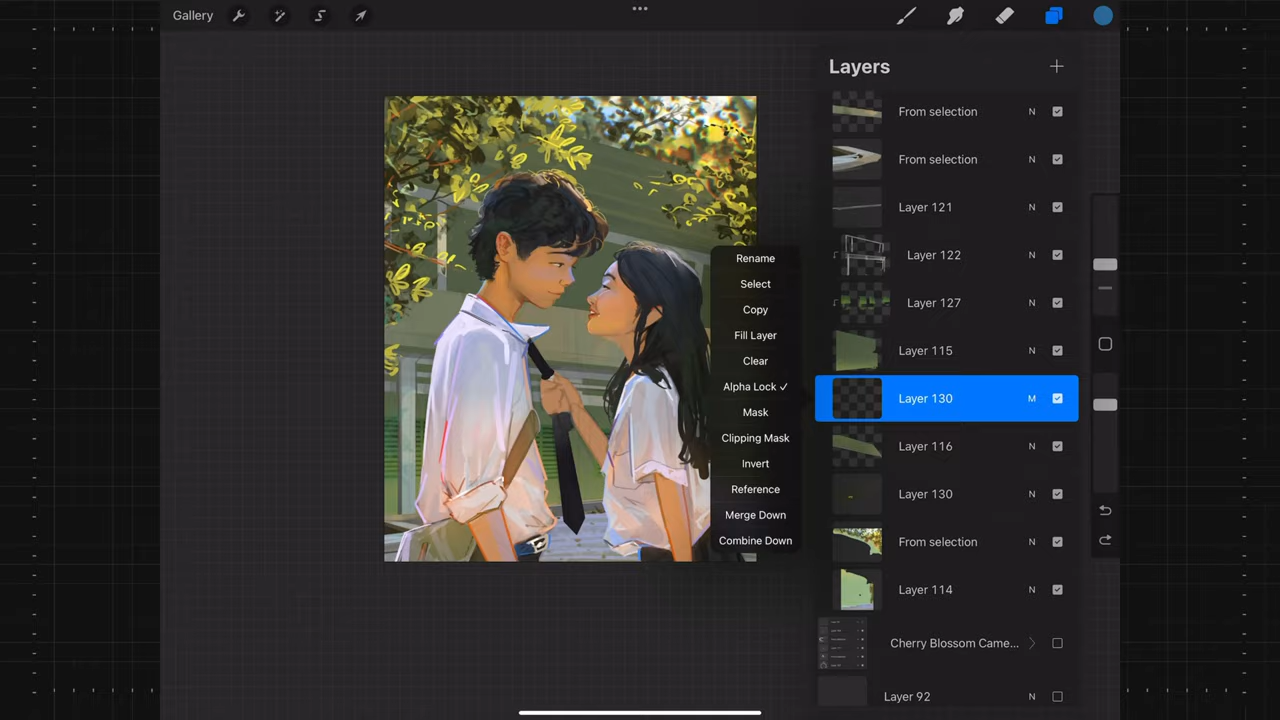 Gallery
Layers
From selection N
From selection N
Layer 121 N
Layer 122 N
Layer 127 N
Layer 115 N
Layer 130 M
Layer 116 N
Layer 130 N
From selection N
Layer 114 N
Cherry Blossom Came...
Layer 92 N
Rename
Select
Copy
Fill Layer
Clear
Alpha Lock ✓
Mask
Clipping Mask
Invert
Reference
Merge Down
Combine Down